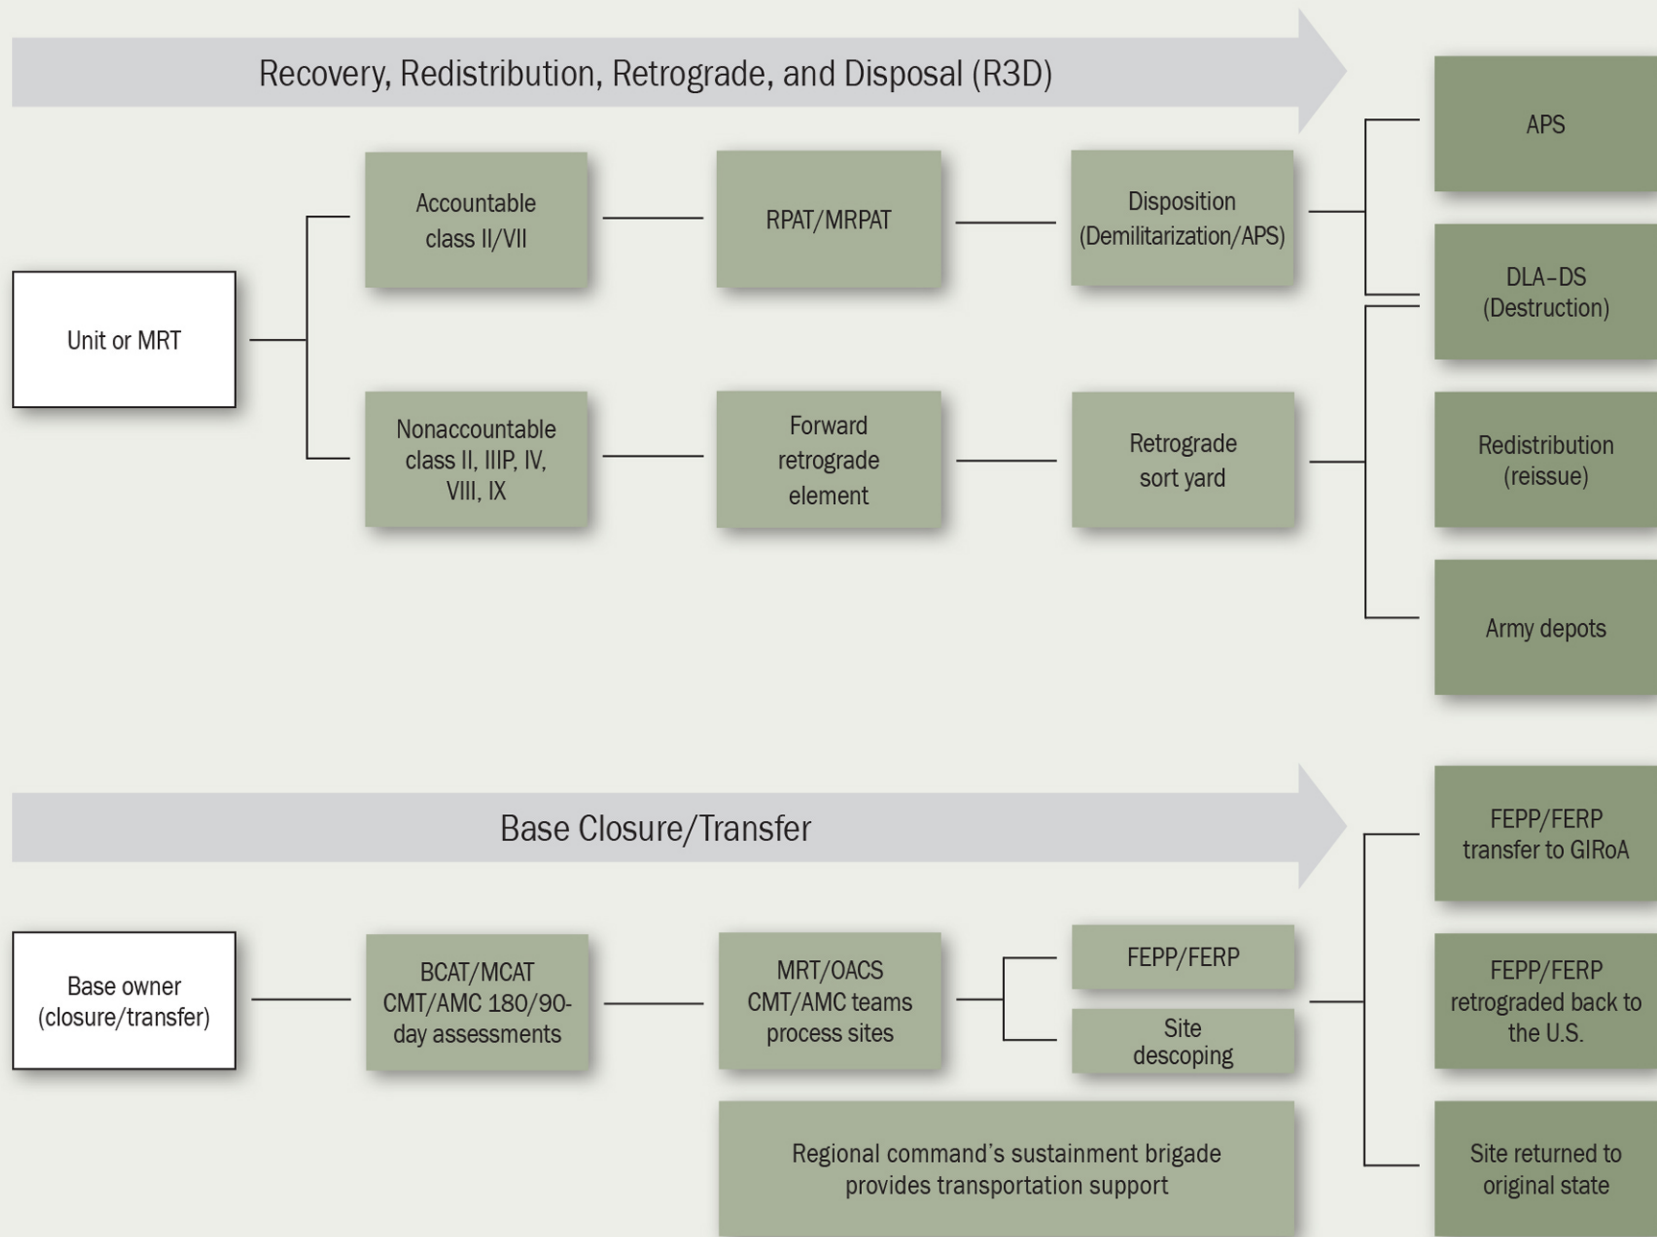 Recovery, Redistribution, Retrograde, and Disposal (R3D)
Unit or MRT
Accountable
class II/VII
RPAT/MRPAT
Disposition
(Demilitarization/APS)
Nonaccountable
class II, IIIP, IV,
VIII, IX
Forward
retrograde
element
Retrograde
sort yard
APS
DLA–DS
(Destruction)
Redistribution
(reissue)
Army depots
Base Closure/Transfer
Base owner
(closure/transfer)
BCAT/MCAT
CMT/AMC 180/90-
day assessments
MRT/OACS
CMT/AMC teams
process sites
FEPP/FERP
Site
descoping
Regional command’s sustainment brigade
provides transportation support
FEPP/FERP
transfer to GIRoA
FEPP/FERP
retrograded back to
the U.S.
Site returned to
original state